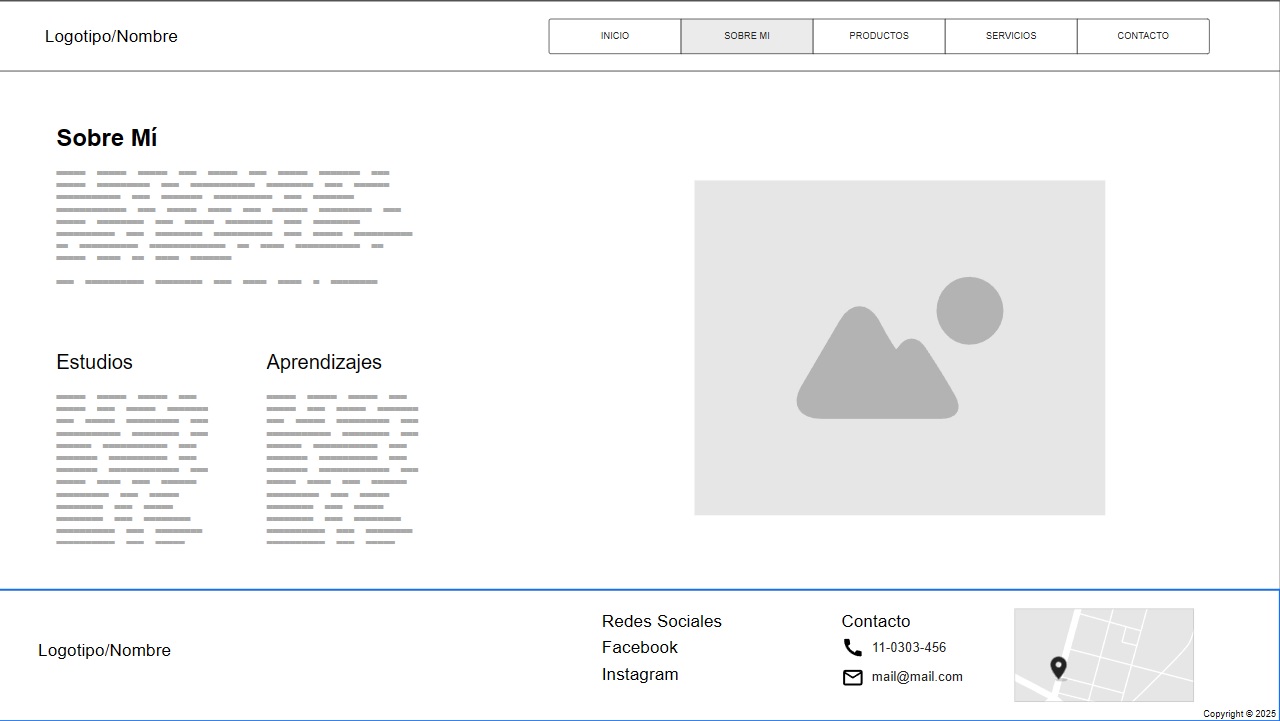 Logotipo/Nombre
INICIO
SOBRE MI
PRODUCTOS
SERVICIOS
CONTACTO
Sobre Mí
Estudios
Aprendizajes
Logotipo/Nombre
Redes Sociales
Facebook
Instagram
Contacto
11-0303-456
mail@mail.com
Copyright © 2025